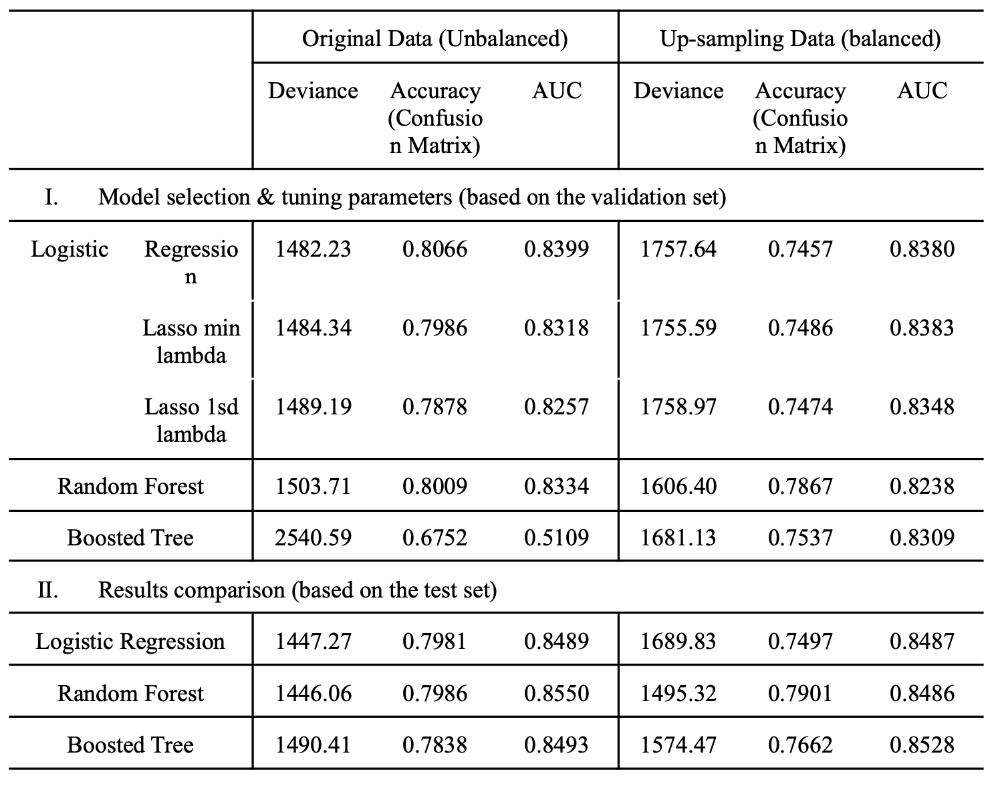 Original Data (Unbalanced) Up-sampling Data (balanced)
Deviance Accuracy AUC Deviance Accuracy AUC
(Confusio (Confusio
n Matrix) n Matrix)
I. Model selection & tuning parameters (based on the validation set)
Logistic Regressio 1482.23 0.8066 0.8399 1757.64 0.7457 0.8380
n
Lasso min 1484.34 0.7986 0.8318 1755.59 0.7486 0.8383
lambda
Lasso 1sd 1489.19 0.7878 0.8257 1758.97 0.7474 0.8348
lambda
Random Forest 1503.71 0.8009 0.8334 1606.40 0.7867 0.8238
Boosted Tree 2540.59 0.6752 0.5109 1681.13 0.7537 0.8309
II. Results comparison (based on the test set)
Logistic Regression 1447.27 0.7981 0.8489 1689.83 0.7497 0.8487
Random Forest 1446.06 0.7986 0.8550 1495.32 0.7901 0.8486
Boosted Tree 1490.41 0.7838 0.8493 1574.47 0.7662 0.8528